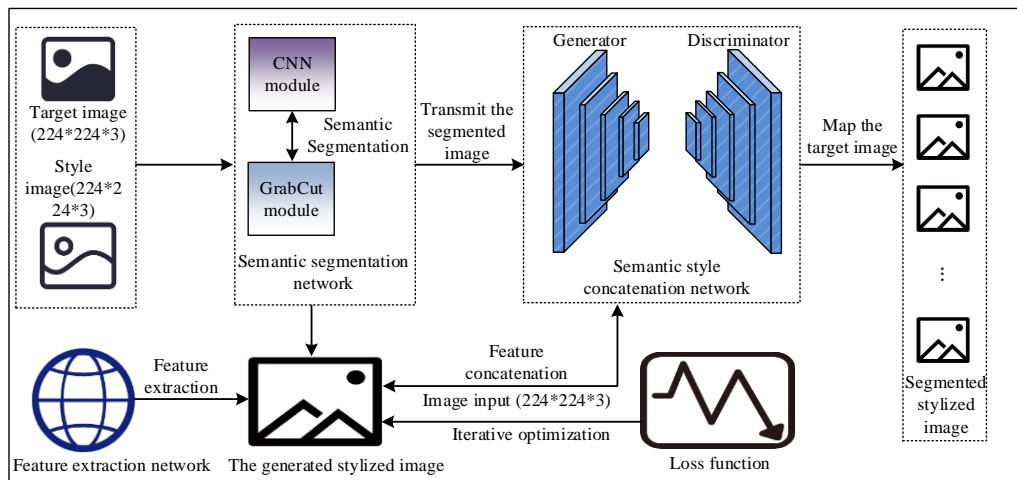 Target image
(224*224*3)
Style
image(224*2
24*3)
CNN
module
Semantic
Segmentation
GrabCut
module
Semantic segmentation
network
Transmit the
segmented
image
Generator
Discriminator
Semantic style
concatenation network
Map the
target image
...
Segmented
stylized
image
Feature
extraction
Feature extraction network
The generated stylized image
Feature
concatenation
Image input (224*224*3)
Iterative optimization
Loss function